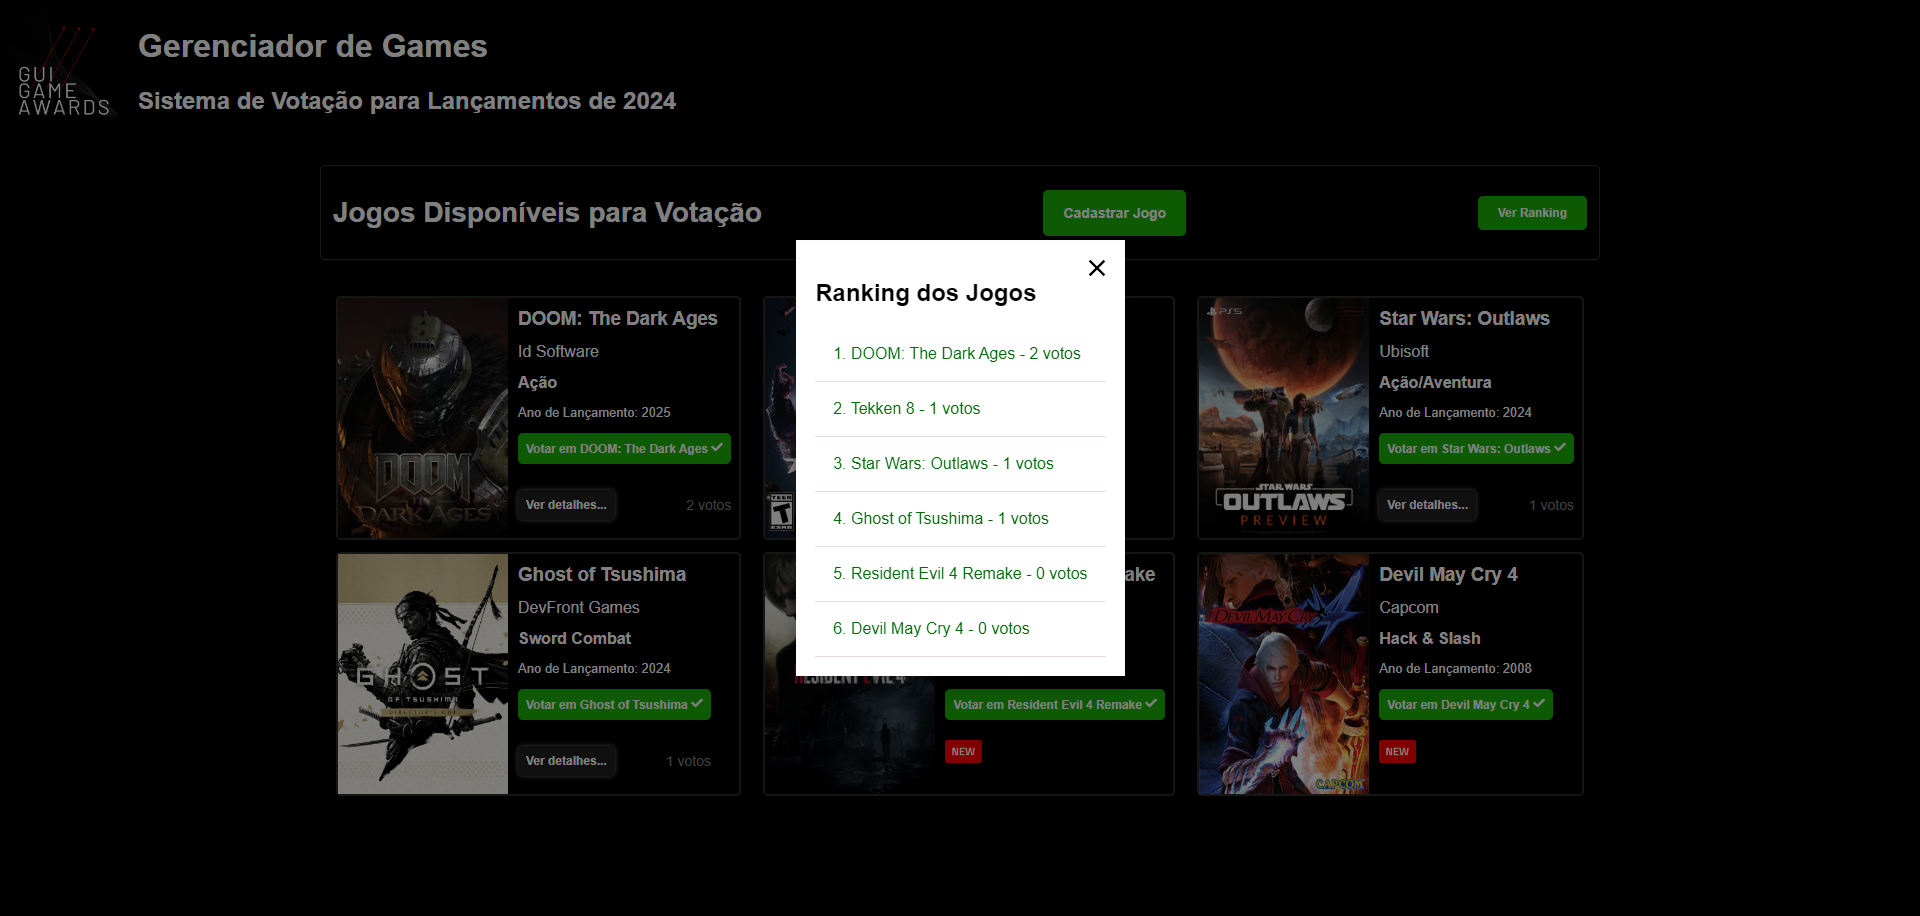 GUI
GAME
AWARDS
Gerenciador de Games
Sistema de Votação para Lançamentos de 2024
Jogos Disponíveis para Votação
Cadastrar Jogo
Ver Ranking
Ranking dos Jogos
1. DOOM: The Dark Ages - 2 votos
2. Tekken 8 - 1 votos
3. Star Wars: Outlaws - 1 votos
4. Ghost of Tsushima - 1 votos
5. Resident Evil 4 Remake - 0 votos
6. Devil May Cry 4 - 0 votos
DOOM
THE
DARK AGES
DOOM: The Dark Ages
Id Software
Ação
Ano de Lançamento: 2025
Votar em DOOM: The Dark Ages
Ver detalhes...
2 votos
TEEN
T
ESRB
PS5
STAR WARS
OUTLAWS
PREVIEW
Star Wars: Outlaws
Ubisoft
Ação/Aventura
Ano de Lançamento: 2024
Votar em Star Wars: Outlaws
Ver detalhes...
1 votos
GHOST
OF TSUSHIMA
DIRECTOR'S CUT
Ghost of Tsushima
DevFront Games
Sword Combat
Ano de Lançamento: 2024
Votar em Ghost of Tsushima
Ver detalhes...
1 votos
RESIDENT EVIL 4
ake
Votar em Resident Evil 4 Remake
NEW
DEVIL MAY CRY 4
CAPCOM
Devil May Cry 4
Capcom
Hack & Slash
Ano de Lançamento: 2008
Votar em Devil May Cry 4
NEW